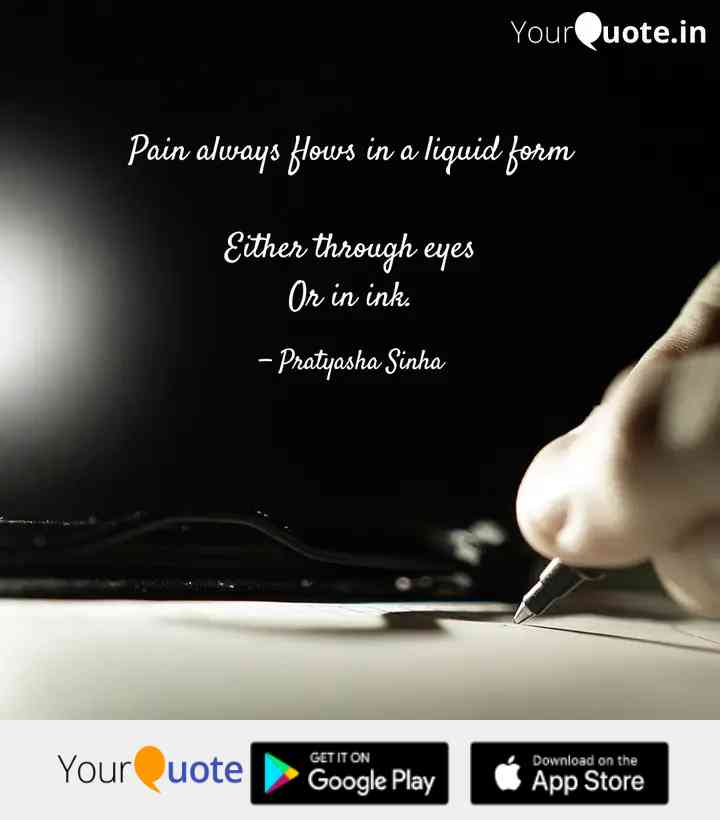 YourQuote.in
Pain always flows in a liquid form
Either through eyes
Or in ink.
– Pratyasha Sinha
YourQuote
GET IT ON
Google Play
Download on the
App Store